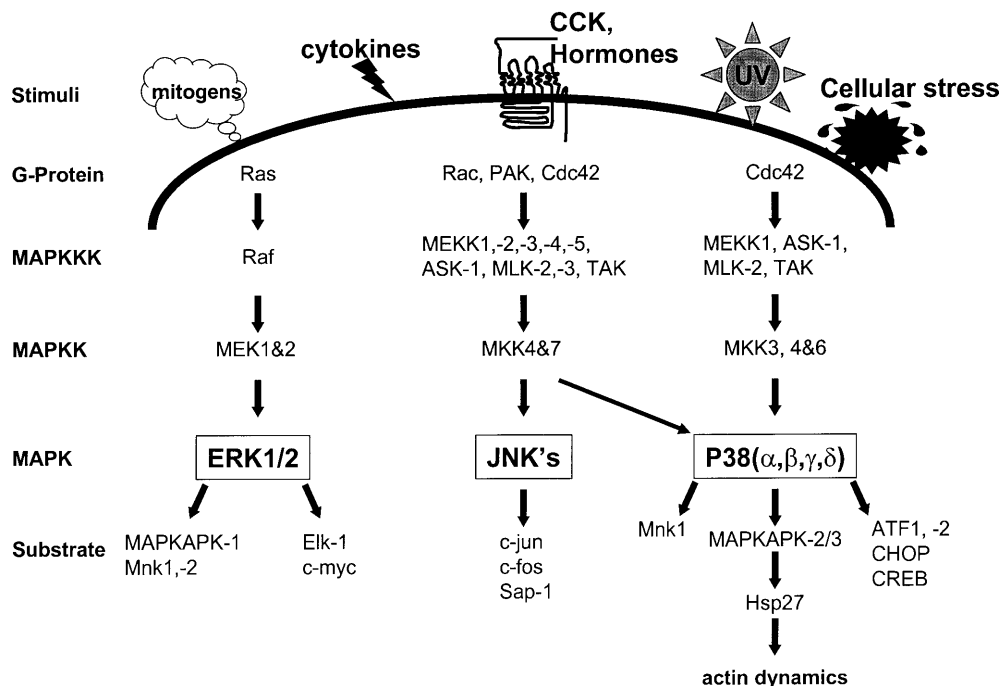 CCK,
Hormones
cytokines
UV
Stimuli
mitogens
Cellular stress
G-Protein
Ras
Rac, PAK, Cdc42
Cdc42
MAPKKK
Raf
MEKK1,-2,-3,-4,-5,
ASK-1, MLK-2,-3, TAK
MEKK1, ASK-1,
MLK-2, TAK
MAPKK
MEK1&2
MKK4&7
MKK3, 4&6
MAPK
ERK1/2
JNK's
P38(α,β,γ,δ)
Substrate
MAPKAPK-1
Mnk1,-2
Elk-1
c-myc
c-jun
c-fos
Sap-1
Mnk1
MAPKAPK-2/3
ATF1, -2
CHOP
CREB
Hsp27
actin dynamics